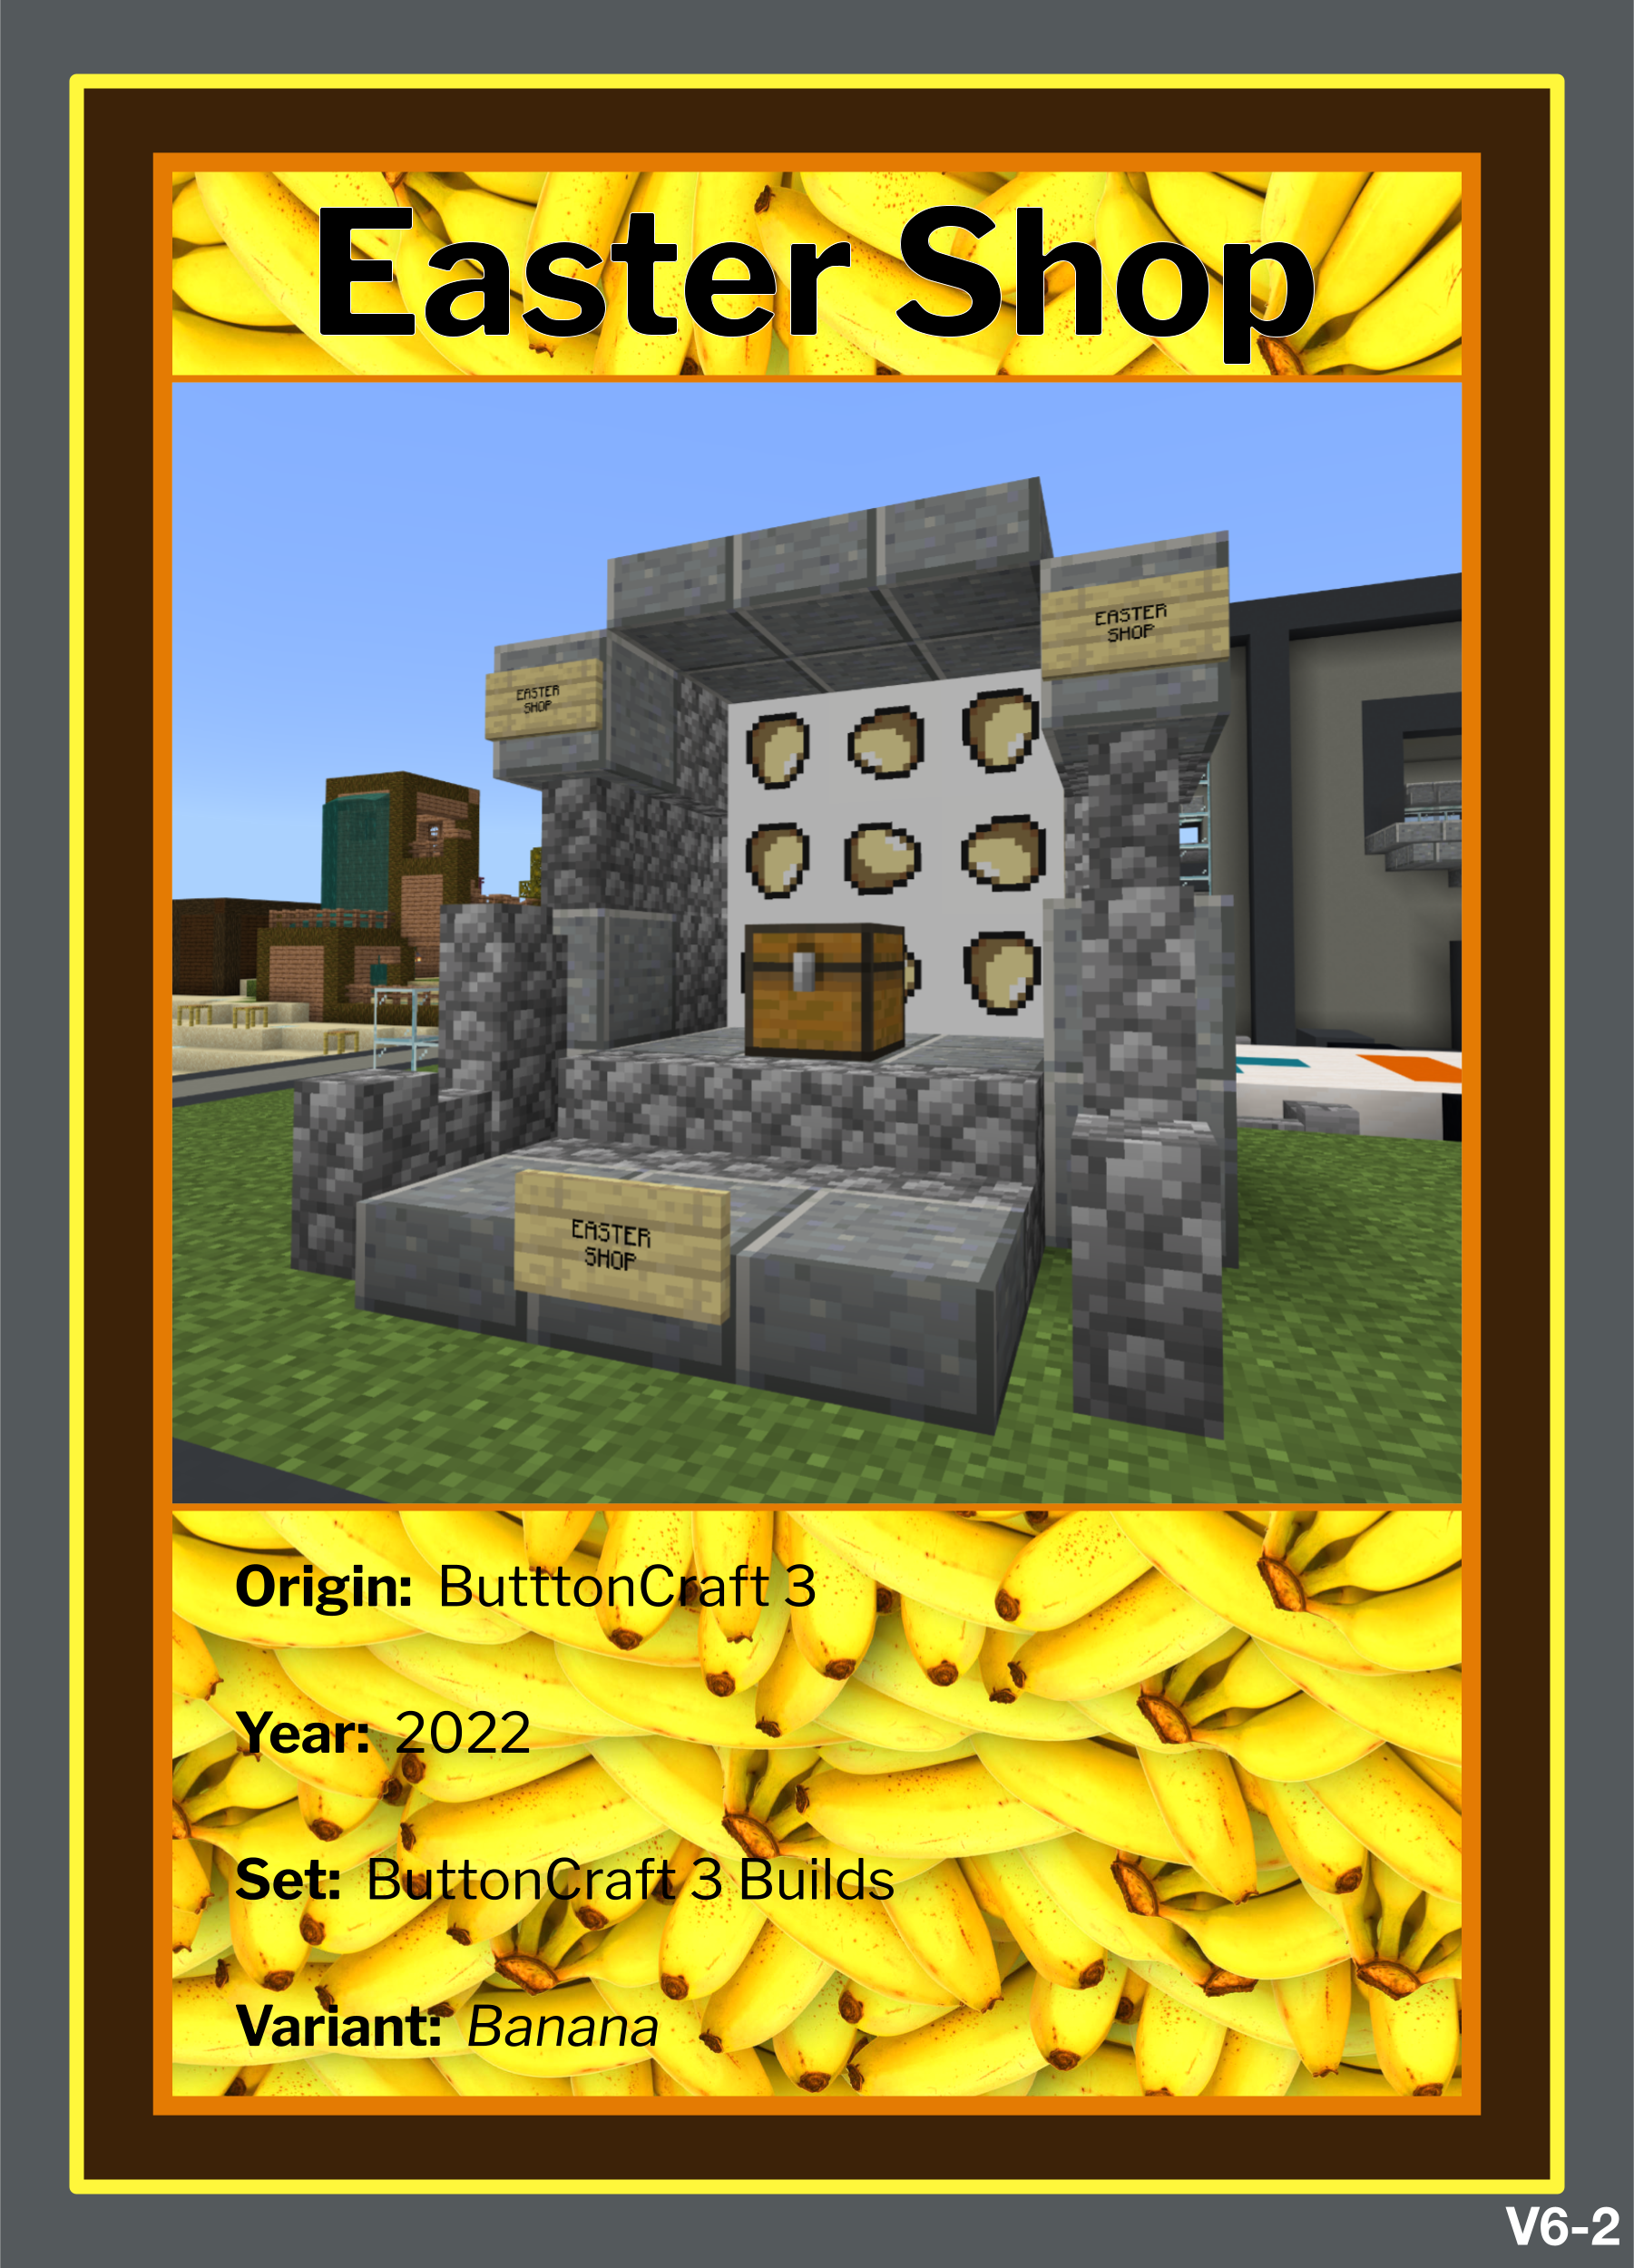 Easter Shop
EASTER
SHOP
EASTER
SHOP
EASTER
SHOP
Origin: ButttonCraft 3
Year: 2022
Set: ButtonCraft 3 Builds
Variant: Banana
V6-2